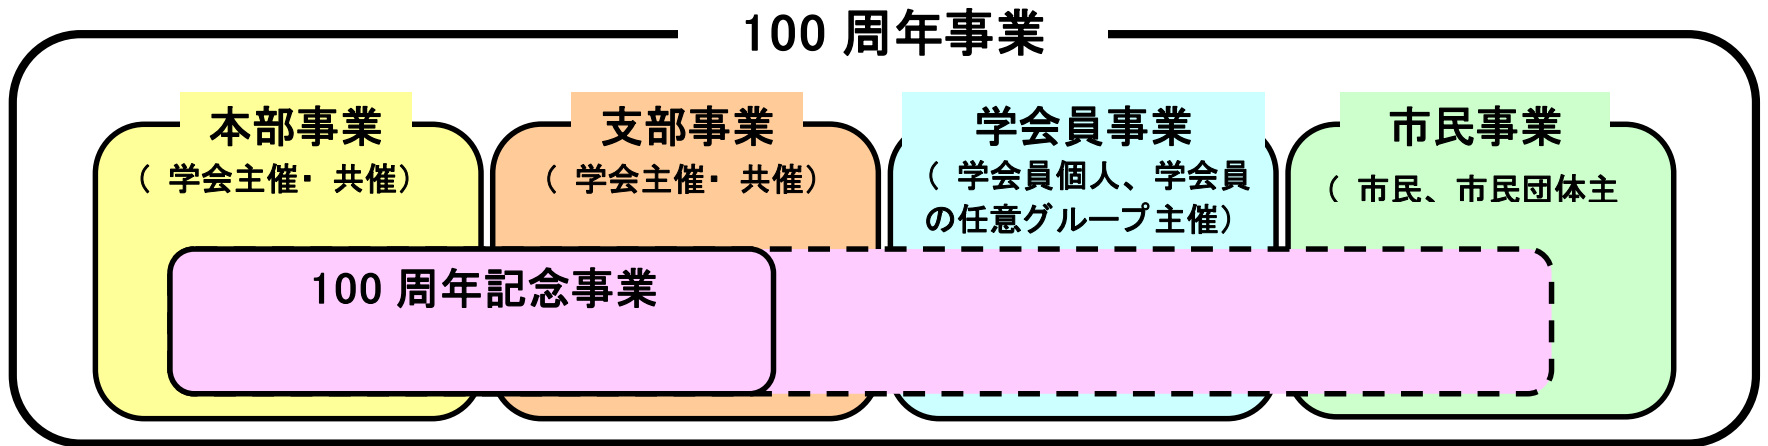 100 周年事業
本部事業
（ 学会主催・ 共催）
支部事業
（ 学会主催・ 共催）
学会員事業
（ 学会員個人、学会員
の任意グループ主催）
市民事業
（ 市民、市民団体主
100 周年記念事業